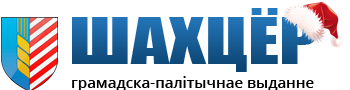 ШАХЦЁР
грамадска-палітычнае выданне